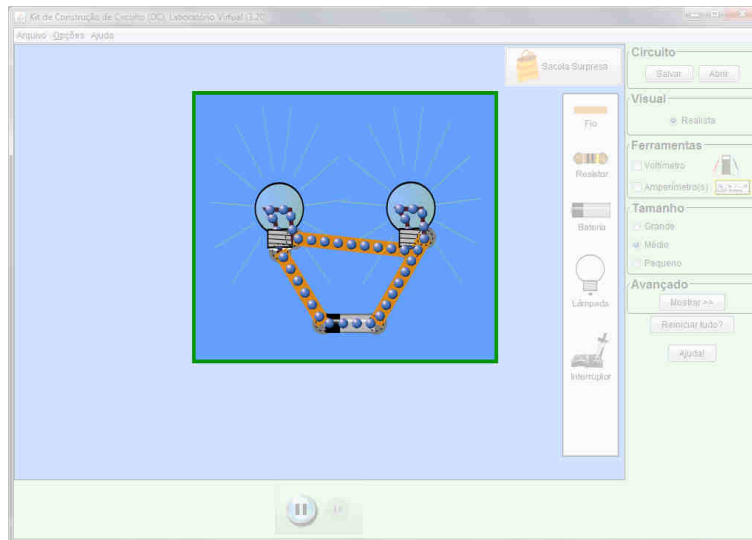 Kit de Construção de Circuito (DC), Laboratório Virtual (3.20)
Arquivo Opções Ajuda
Sacola Surpresa
Fio
Resistor
Bateria
Lâmpada
Interruptor
Circuito
Salvar Abrir
Visual
Realista
Ferramentas
Voltímetro
Amperímetro(s)
Tamanho
Grande
Médio
Pequeno
Avançado
Mostrar >>
Reiniciar tudo?
Ajuda!